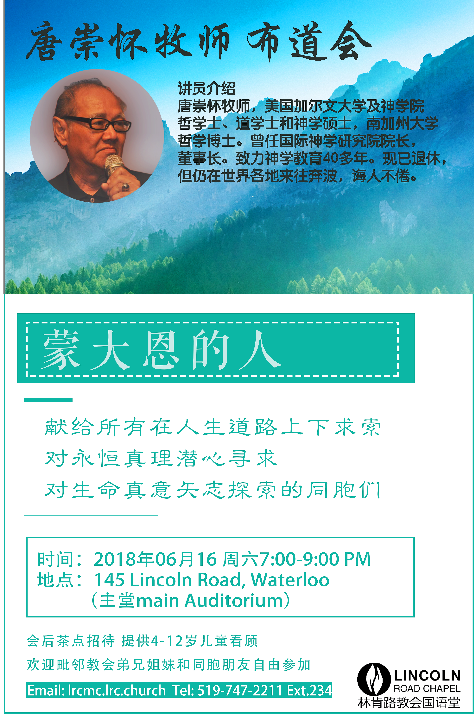 唐崇怀牧师 布道会
讲员介绍
唐崇怀牧师，美国加尔文大学及神学院
哲学士、道学士和神学硕士，南加州大学
哲学博士。曾任国际神学研究院院长，
董事长。致力神学教育40多年。现已退休，
但仍在世界各地来往奔波，诲人不倦。
蒙大恩的人
献给所有在人生道路上下求索
对永恒真理潜心寻求
对生命真意矢志探索的同胞们
时间：2018年06月16 周六7:00-9:00 PM
地点：145 Lincoln Road, Waterloo
（主堂main Auditorium）
会后茶点招待 提供4-12岁儿童看顾
欢迎毗邻教会弟兄姐妹和同胞朋友自由参加
Email: lrcmc.lrc.church Tel: 519-747-2211 Ext.234
LINCOLN
ROAD CHAPEL
林肯路教会国语堂